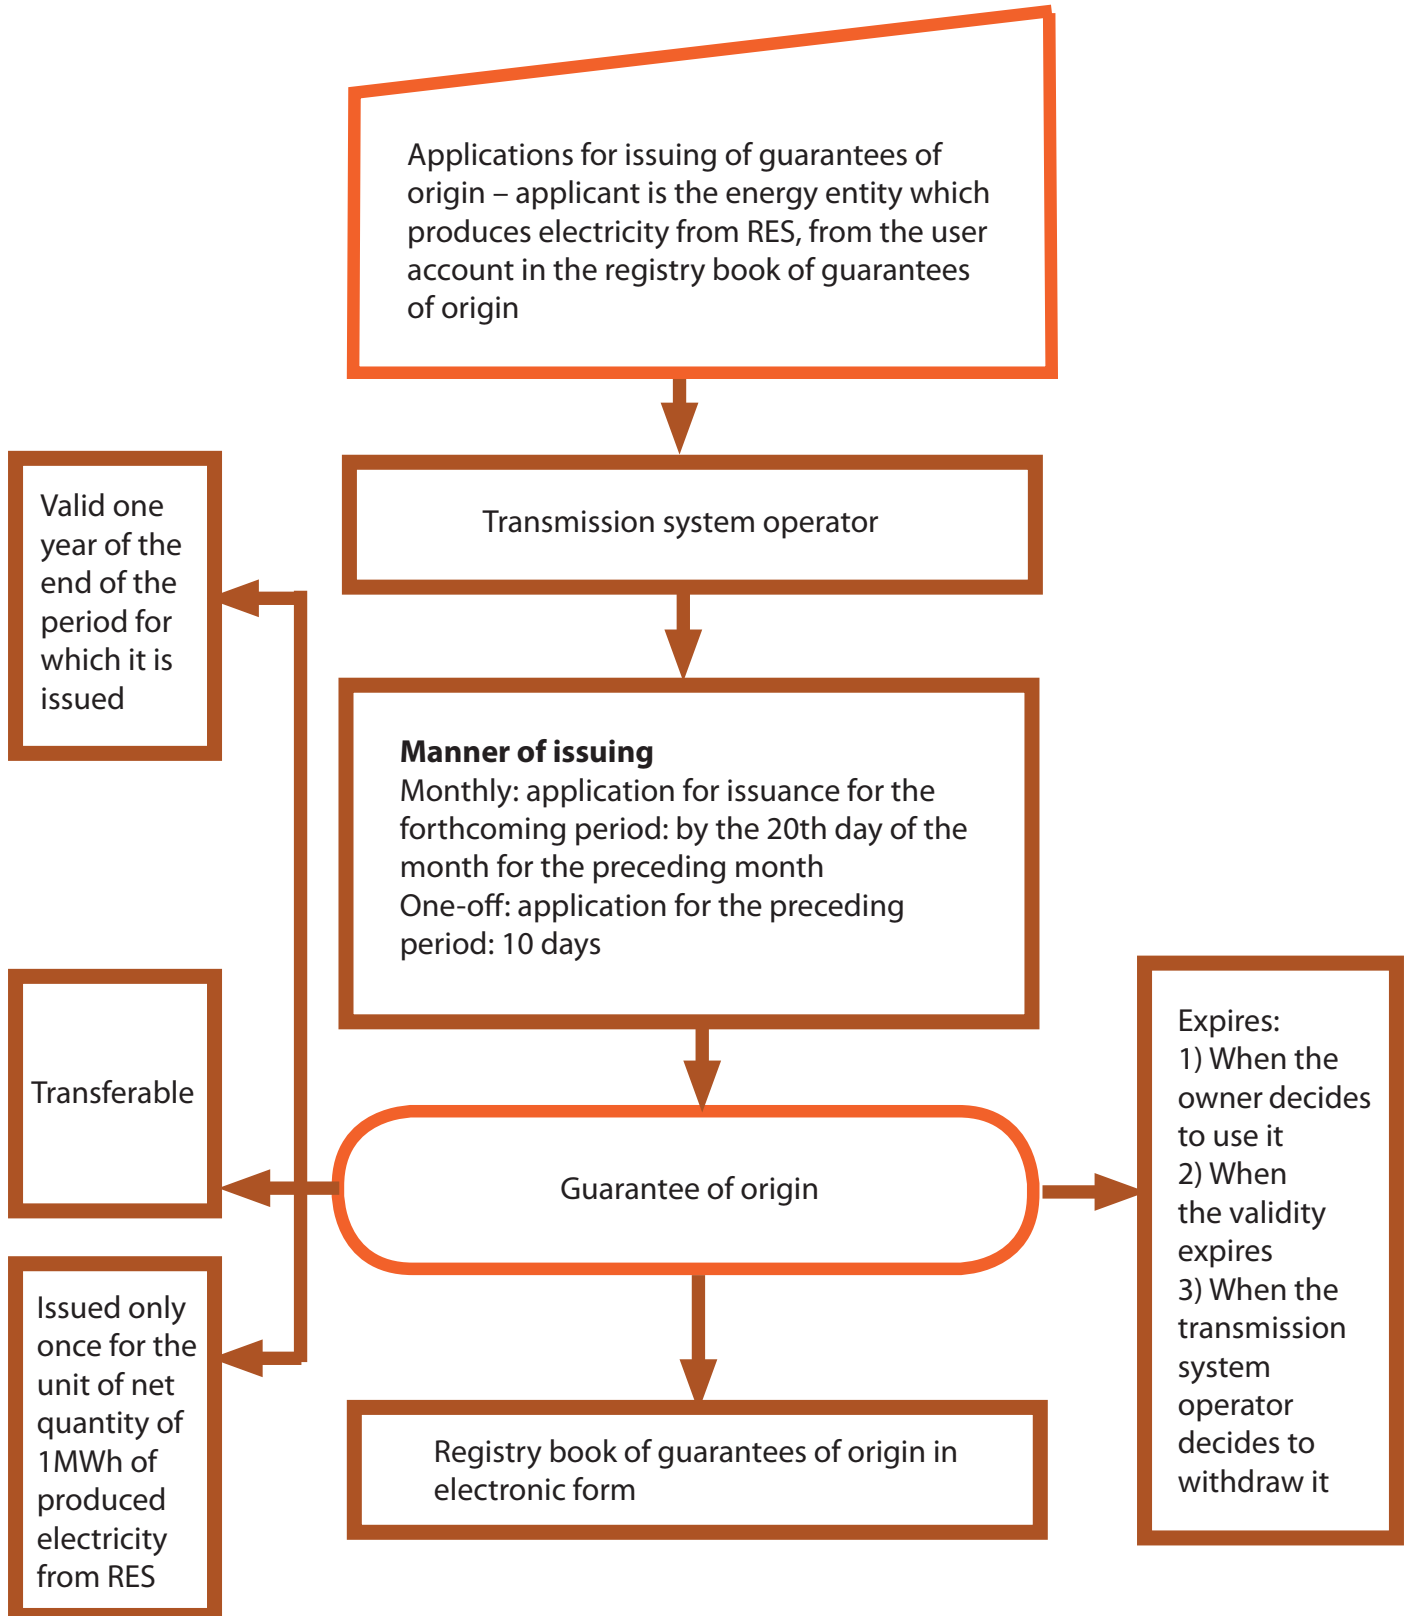 Applications for issuing of guarantees of
origin – applicant is the energy entity which
produces electricity from RES, from the user
account in the registry book of guarantees
of origin
Transmission system operator
Valid one
year of the
end of the
period for
which it is
issued
Manner of issuing
Monthly: application for issuance for the
forthcoming period: by the 20th day of the
month for the preceding month
One-off: application for the preceding
period: 10 days
Transferable
Guarantee of origin
Expires:
1) When the
owner decides
to use it
2) When
the validity
expires
3) When the
transmission
system
operator
decides to
withdraw it
Issued only
once for the
unit of net
quantity of
1MWh of
produced
electricity
from RES
Registry book of guarantees of origin in
electronic form